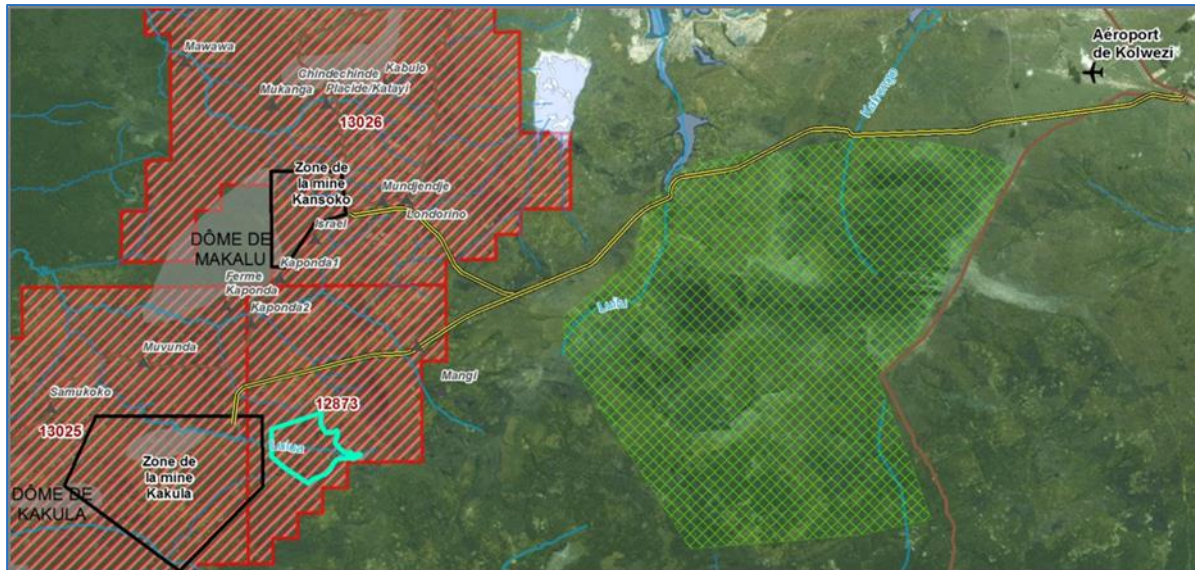 Mawawa
Aéroport
de Kolwezi
Chindechinde
Kabulo
Mukanga
Placide/Katayi
13026
Zone de
la mine
Kansoko
Mundjendje
Londorino
Israel
DÔME DE
MAKALU
Kaponda1
Ferme
Kaponda
Kaponda2
Lulu
Muvunda
Mangi
Samukoko
12873
13025
Zone de
la mine
Kakula
DÔME DE
KAKULA